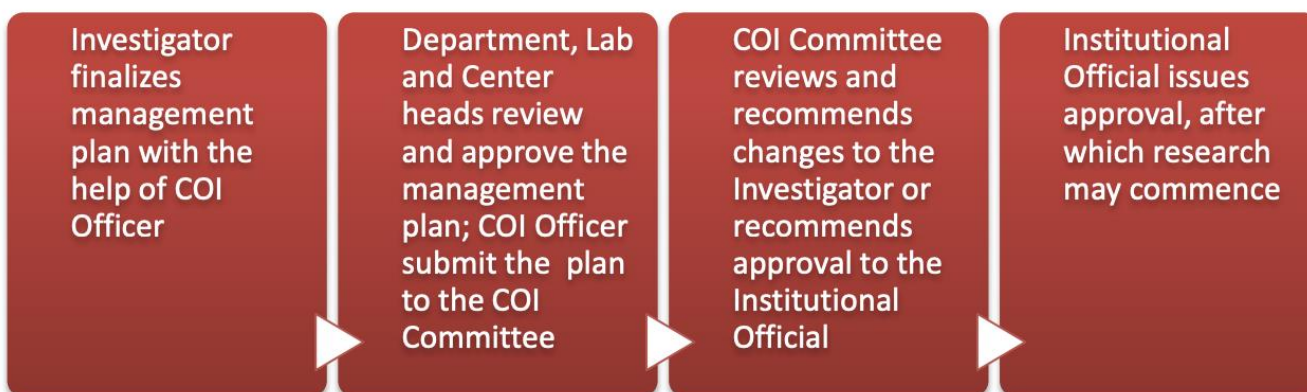 Investigator
finalizes
management
plan with the
help of COI
Officer
Department, Lab
and Center
heads review
and approve the
management
plan; COI Officer
submit the  plan
to the COI
Committee
COI Committee
reviews and
recommends
changes to the
Investigator or
recommends
approval to the
Institutional
Official
Institutional
Official issues
approval, after
which research
may commence